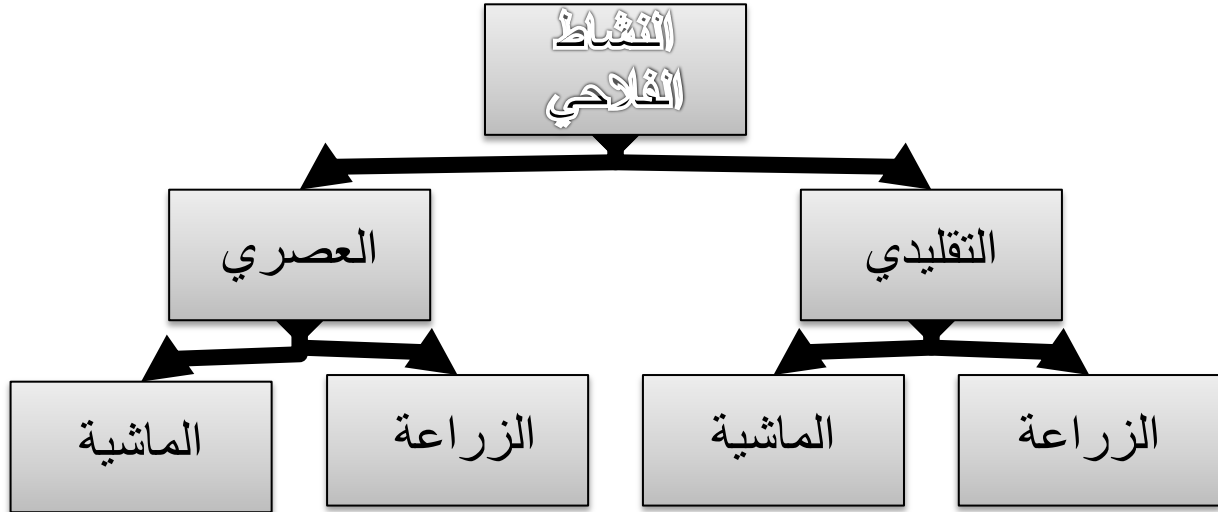 النشاط
الفلاحي
التقليدي
العصري
الزراعة
الماشية
الزراعة
الماشية